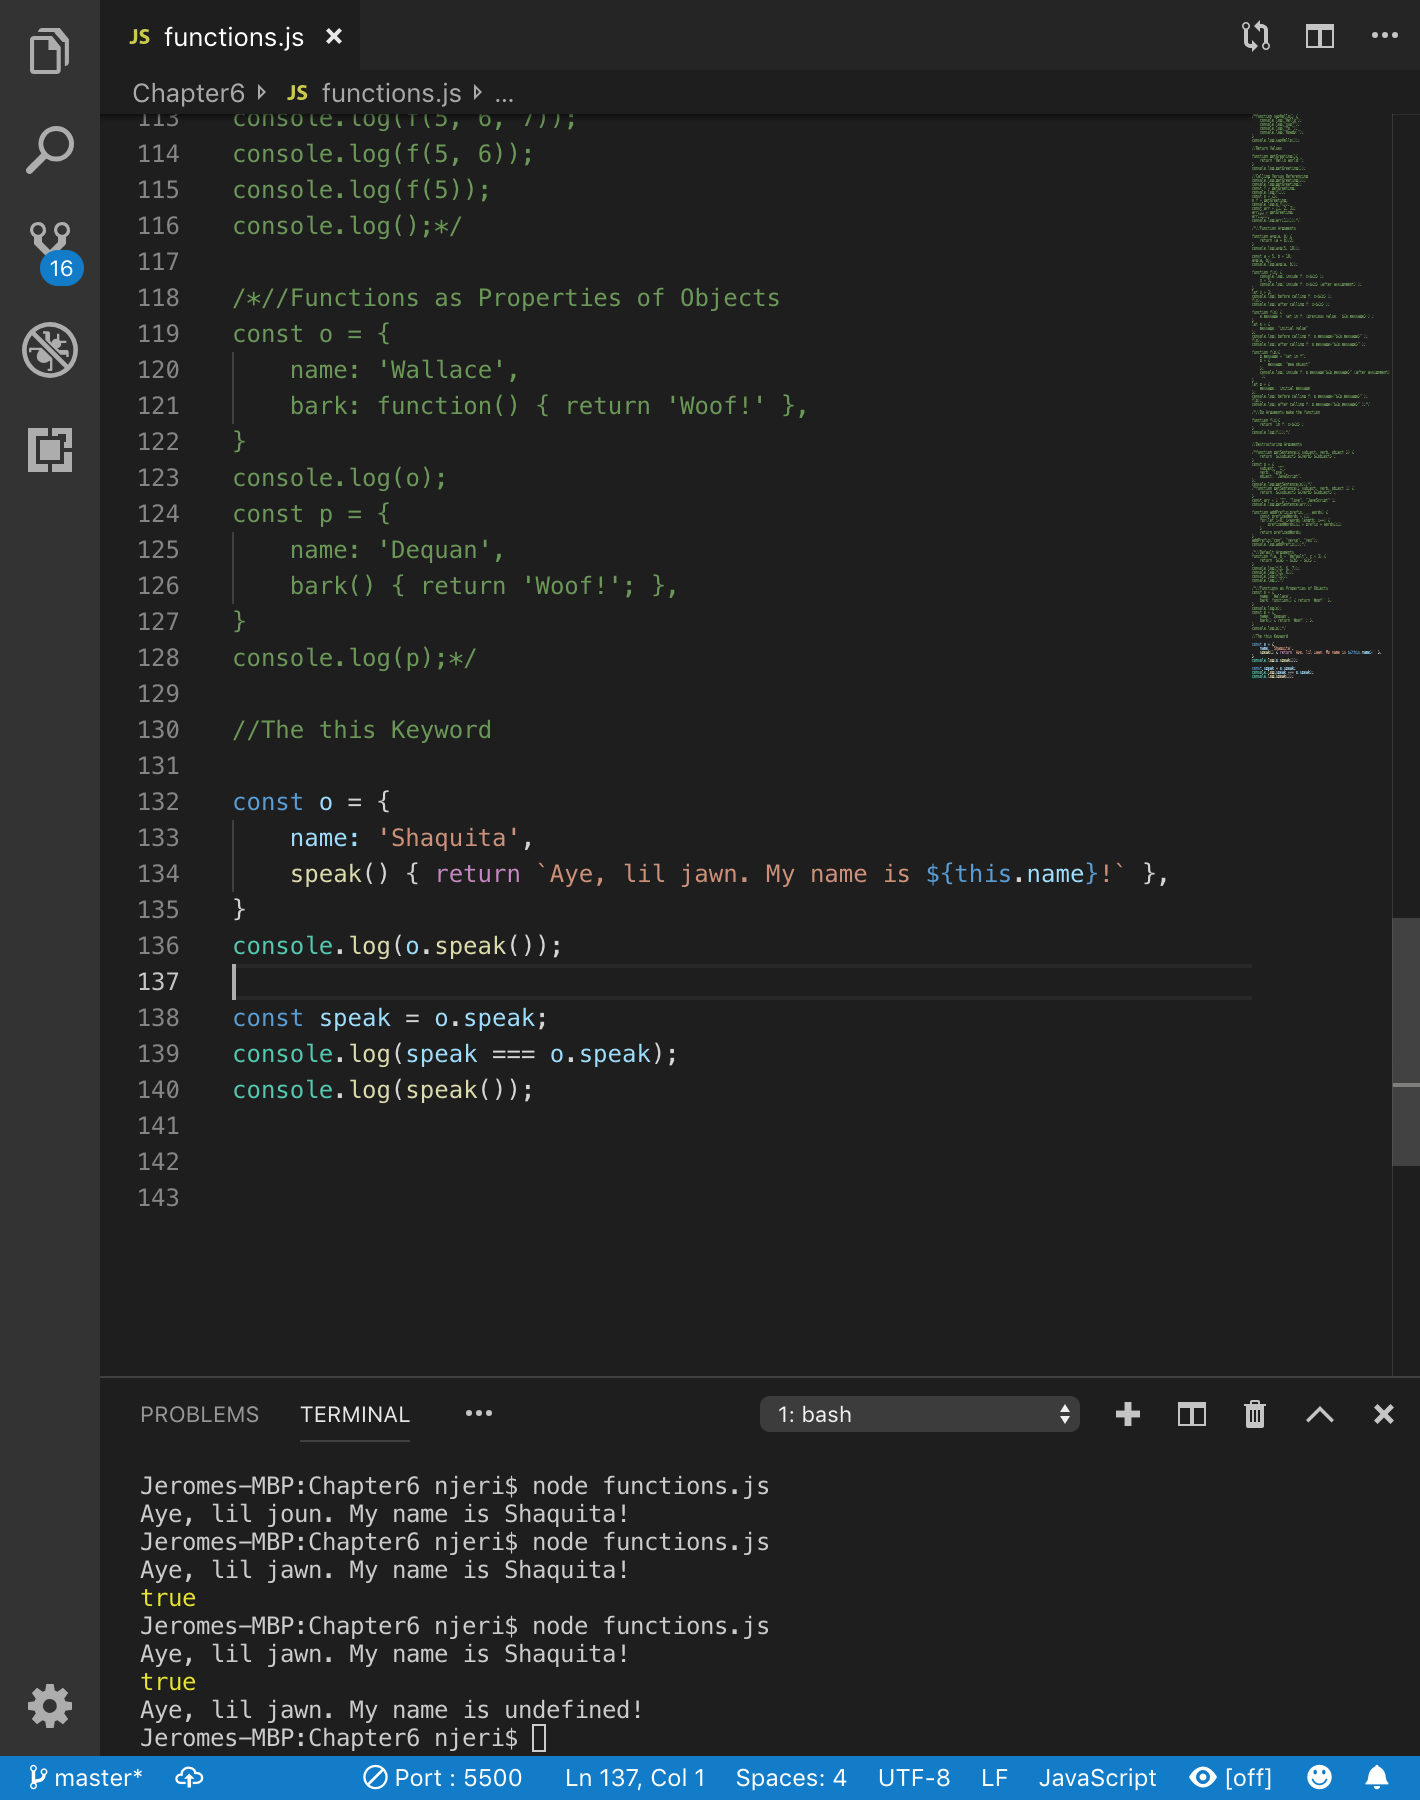 JS functions.js ×
Chapter6 JS functions.js ...
113 console.log(f(5, 6, 7));
114 console.log(f(5, 6));
115 console.log(f(5));
116 console.log();*/
117
118 /*//Functions as Properties of Objects
119 const o = {
120 name: 'Wallace',
121 bark: function() { return 'Woof!' },
122 }
123 console.log(o);
124 const p = {
125 name: 'Dequan',
126 bark() { return 'Woof!'; },
127 }
128 console.log(p);*/
129
130 //The this Keyword
131
132 const o = {
133 name: 'Shaquita',
134 speak() { return `Aye, lil jawn. My name is ${this.name}!` },
135 }
136 console.log(o.speak());
137
138 const speak = o.speak;
139 console.log(speak === o.speak);
140 console.log(speak());
141
142
143
16
PROBLEMS TERMINAL ... 1: bash
Jeromes-MBP:Chapter6 njeri$ node functions.js
Aye, lil joun. My name is Shaquita!
Jeromes-MBP:Chapter6 njeri$ node functions.js
Aye, lil jawn. My name is Shaquita!
true
Jeromes-MBP:Chapter6 njeri$ node functions.js
Aye, lil jawn. My name is Shaquita!
true
Aye, lil jawn. My name is undefined!
Jeromes-MBP:Chapter6 njeri$
master* Port : 5500 Ln 137, Col 1 Spaces: 4 UTF-8 LF JavaScript [off]